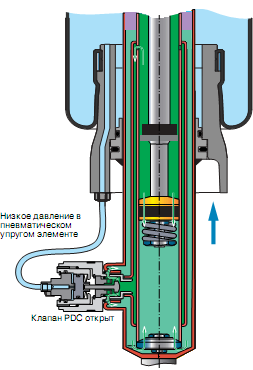 Низкое давление в
пневматическом
упругом элементе
Клапан PDC открыт